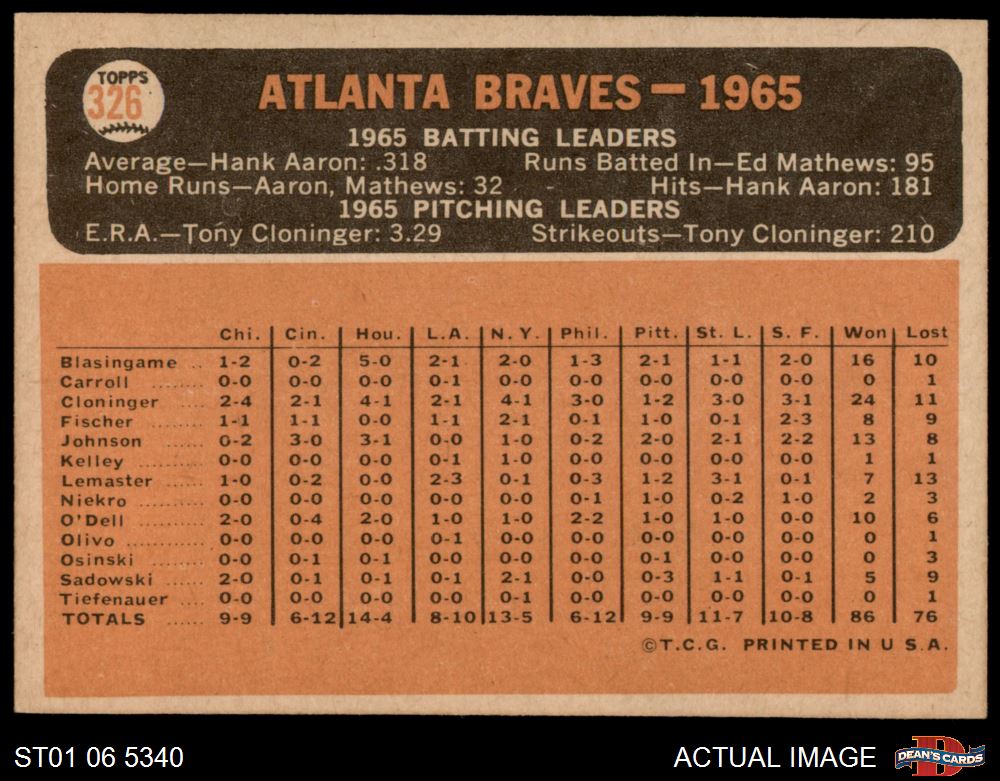 TOPPS
326
ATLANTA BRAVES — 1965
1965 BATTING LEADERS
Average—Hank Aaron: .318 Runs Batted In—Ed Mathews: 95
Home Runs—Aaron, Mathews: 32 Hits—Hank Aaron: 181
1965 PITCHING LEADERS
E.R.A.—Tony Cloninger: 3.29 Strikeouts—Tony Cloninger: 210
Chi. Cin. Hou. L.A. N.Y. Phil. Pitt. St. L. S. F. Won Lost
Blasingame .. 1-2 0-2 5-0 2-1 2-0 1-3 2-1 1-1 2-0 16 10
Carroll ...... 0-0 0-0 0-0 0-1 0-0 0-0 0-0 0-0 0-0 0 1
Cloninger ..... 2-4 2-1 4-1 2-1 4-1 3-0 1-2 3-0 3-1 24 11
Fischer ...... 1-1 1-1 0-0 1-1 2-1 0-1 1-0 0-1 2-3 8 9
Johnson ...... 0-2 3-0 3-1 0-0 1-0 0-2 2-0 2-1 2-2 13 8
Kelley ......... 0-0 0-0 0-0 0-1 1-0 0-0 0-0 0-0 0-0 1 1
Lemaster ..... 1-0 0-2 0-0 2-3 0-1 0-3 1-2 3-1 0-1 7 13
Niekro ........ 0-0 0-0 0-0 0-0 0-0 0-1 1-0 0-2 1-0 2 3
O'Dell ........ 2-0 0-4 2-0 1-0 1-0 2-2 1-0 1-0 0-0 10 6
Olivo ........... 0-0 0-0 0-0 0-1 0-0 0-0 0-0 0-0 0-0 0 1
Osinski ....... 0-0 0-1 0-1 0-0 0-0 0-0 0-1 0-0 0-0 0 3
Sadowski ...... 2-0 0-1 0-1 0-1 2-1 0-0 0-3 1-1 0-1 5 9
Tiefenauer .... 0-0 0-0 0-0 0-0 0-1 0-0 0-0 0-0 0-0 0 1
TOTALS ...... 9-9 6-12 14-4 8-10 13-5 6-12 9-9 11-7 10-8 86 76
©T.C.G. PRINTED IN U S.A.
ST01 06 5340 ACTUAL IMAGE D DEAN'S CARDS